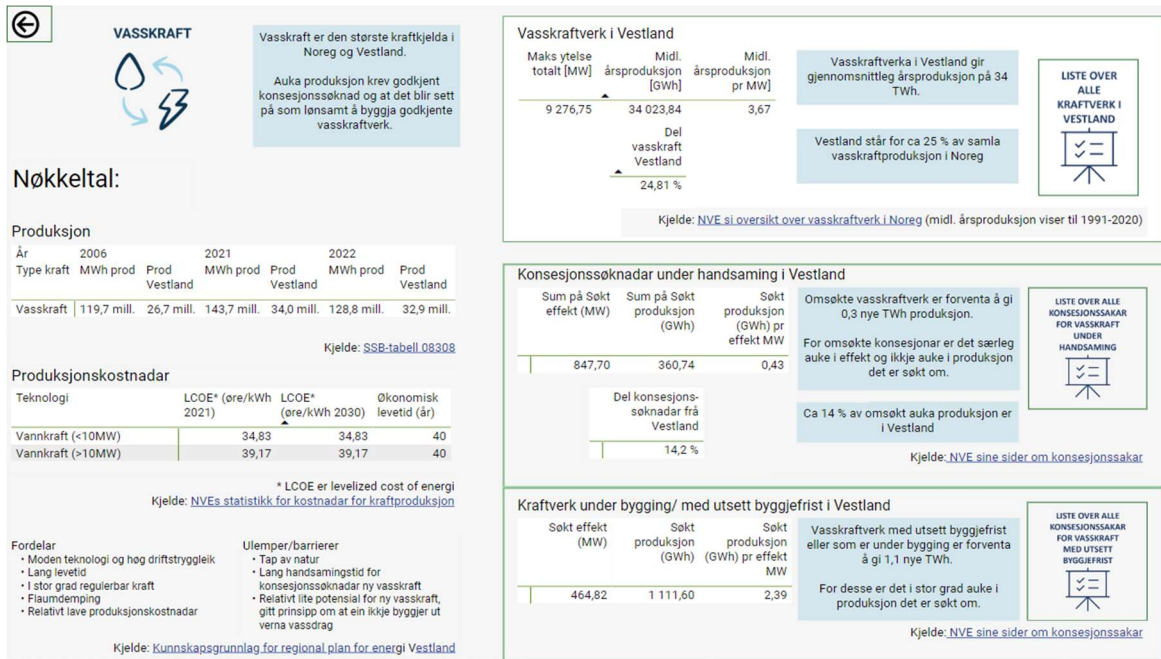 VASSKRAFT
Vasskraft er den største kraftkjelda i
Noreg og Vestland.
Auka produksjon krev godkjent
konsesjonssøknad og at det blir sett
på som lønsamt å byggja godkjente
vasskraftverk.
Nøkkeltal:
Produksjon
År 2006 2021 2022
Type kraft MWh prod Prod MWh prod Prod MWh prod Prod
Vestland Vestland Vestland
Vasskraft 119,7 mill. 26,7 mill. 143,7 mill. 34,0 mill. 128,8 mill. 32,9 mill.
Kjelde: SSB-tabell 08308
Produksjonskostnadar
Teknologi LCOE* (øre/kWh LCOE* Økonomisk
2021) (øre/kWh 2030) levetid (år)
Vannkraft (<10MW) 34,83 34,83 40
Vannkraft (>10MW) 39,17 39,17 40
* LCOE er levelized cost of energi
Kjelde: NVEs statistikk for kostnadar for kraftproduksjon
Fordelar
• Moden teknologi og høg driftstryggleik
• Lang levetid
• I stor grad regulerbar kraft
• Flaumdemping
• Relativt lave produksjonskostnadar
Ulemper/barrierer
• Tap av natur
• Lang handsamingstid for
konsesjonssøknadar ny vasskraft
• Relativt lite potensial for ny vasskraft,
gitt prinsipp om at ein ikkje byggjer ut
verna vassdrag
Kjelde: Kunnskapsgrunnlag for regional plan for energi Vestland
Vasskraftverk i Vestland
Maks ytelse Midl. Midl.
totalt [MW] årsproduksjon årsproduksjon
[GWh] pr MW]
9 276,75 34 023,84 3,67
Del
vasskraft
Vestland
24,81 %
Vasskraftverka i Vestland gir
gjennomsnittleg årsproduksjon på 34
TWh.
Vestland står for ca 25 % av samla
vasskraftproduksjon i Noreg
LISTE OVER
ALLE
KRAFTVERK I
VESTLAND
Kjelde: NVE si oversikt over vasskraftverk i Noreg (midl. årsproduksjon viser til 1991-2020)
Konsesjonssøknadar under handsaming i Vestland
Sum på Søkt Sum på Søkt Søkt
effekt (MW) produksjon produksjon
(GWh) (GWh) pr
effekt MW
847,70 360,74 0,43
Del konsesjons-
søknadar frå
Vestland
14,2 %
Omsøkte vasskraftverk er forventa å gi
0,3 nye TWh produksjon.
For omsøkte konsesjonar er det særleg
auke i effekt og ikkje auke i produksjon
det er søkt om.
Ca 14 % av omsøkt auka produksjon er
i Vestland
LISTE OVER ALLE
KONSESJONSSAKAR
FOR VASSKRAFT
UNDER
HANDSAMING
Kjelde: NVE sine sider om konsesjonssakar
Kraftverk under bygging/ med utsett byggjefrist i Vestland
Søkt effekt Søkt Søkt
(MW) produksjon produksjon
(GWh) (GWh) pr effekt
MW
464,82 1 111,60 2,39
Vasskraftverk med utsett byggjefrist
eller som er under bygging er forventa
å gi 1,1 nye TWh.
For desse er det i stor grad auke i
produksjon det er søkt om.
LISTE OVER ALLE
KONSESJONSSAKAR
FOR VASSKRAFT
MED UTSETT
BYGGJEFRIST
Kjelde: NVE sine sider om konsesjonssakar